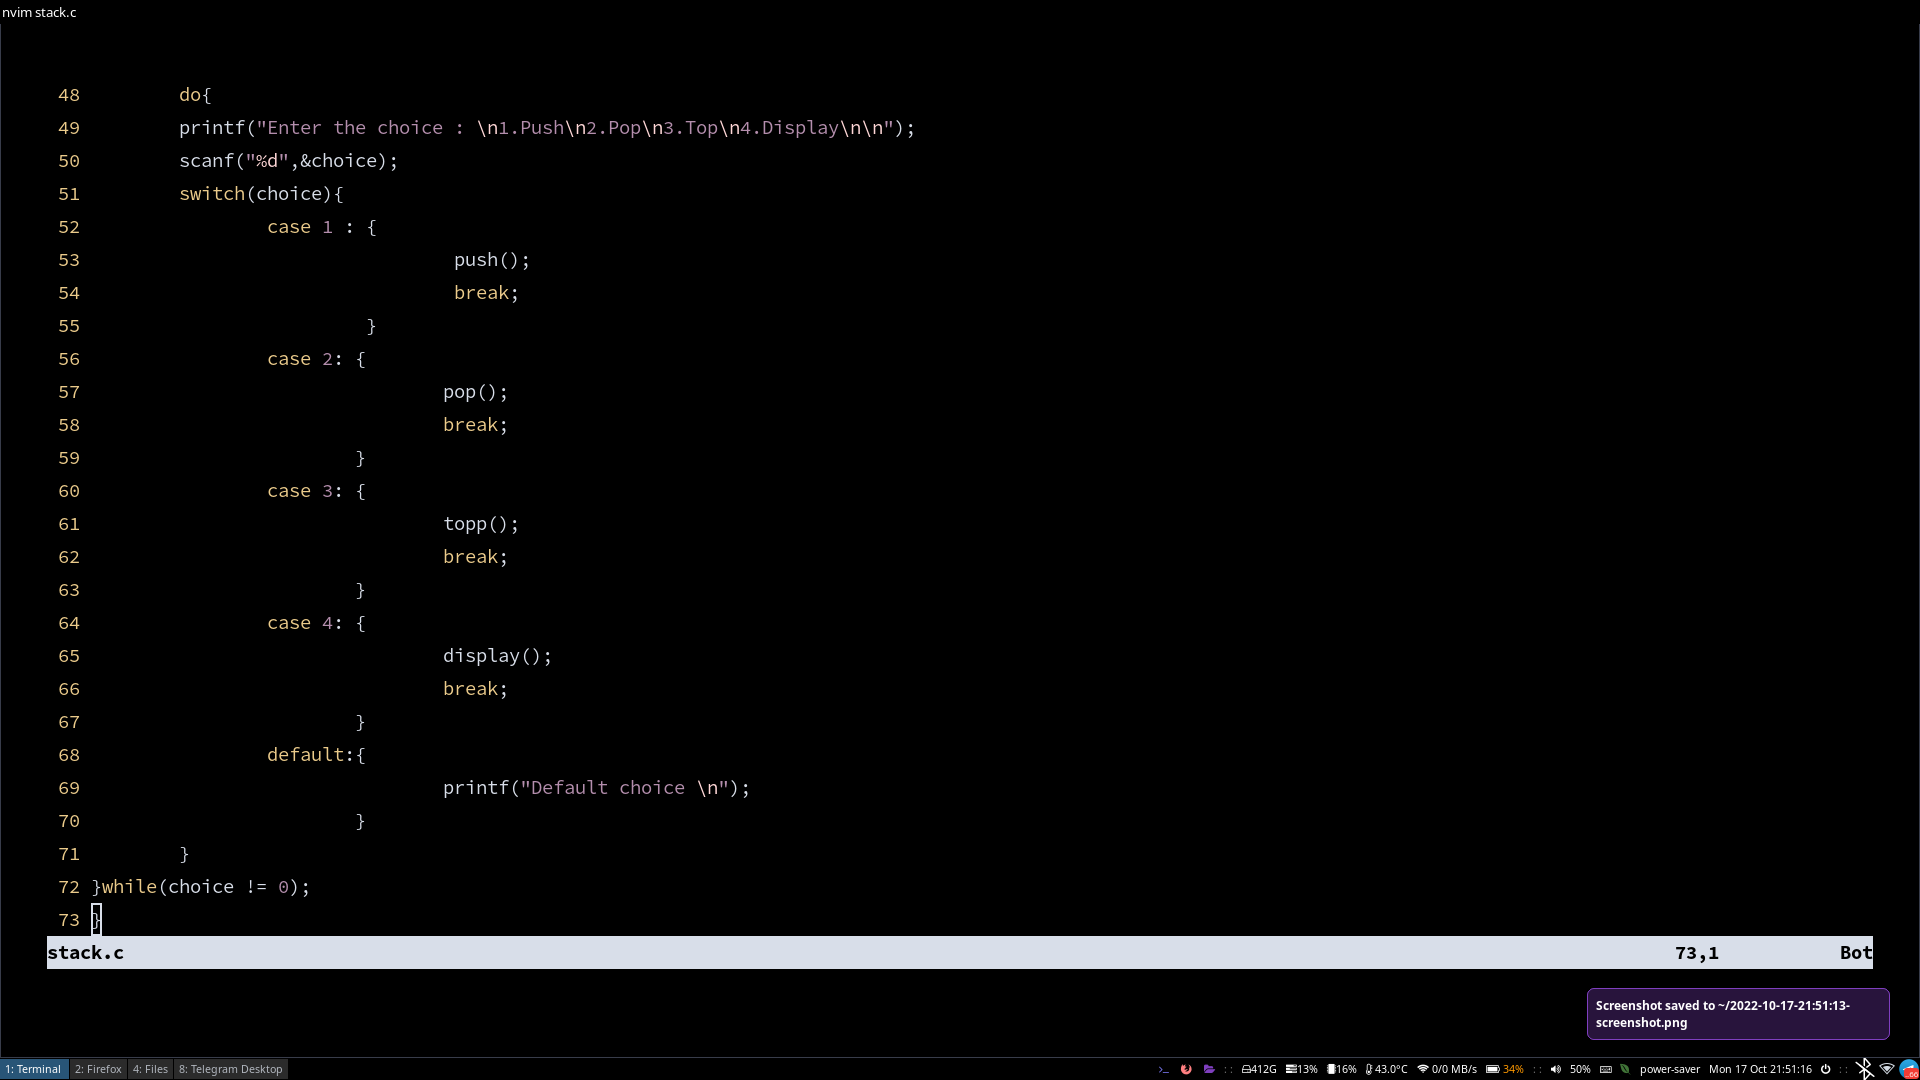 nvim stack.c
48 do{
49 printf("Enter the choice : \n1.Push\n2.Pop\n3.Top\n4.Display\n\n");
50 scanf("%d",&choice);
51 switch(choice){
52 case 1 : {
53 push();
54 break;
55 }
56 case 2: {
57 pop();
58 break;
59 }
60 case 3: {
61 topp();
62 break;
63 }
64 case 4: {
65 display();
66 break;
67 }
68 default:{
69 printf("Default choice \n");
70 }
71 }
72 }while(choice != 0);
73 }
stack.c 73,1 Bot
Screenshot saved to ~/2022-10-17-21:51:13-
screenshot.png
1: Terminal 2: Firefox 4: Files 8: Telegram Desktop >_ :: 412G 13% 16% 43.0°C 0/0 MB/s 34% :: 50% power-saver Mon 17 Oct 21:51:16 ::